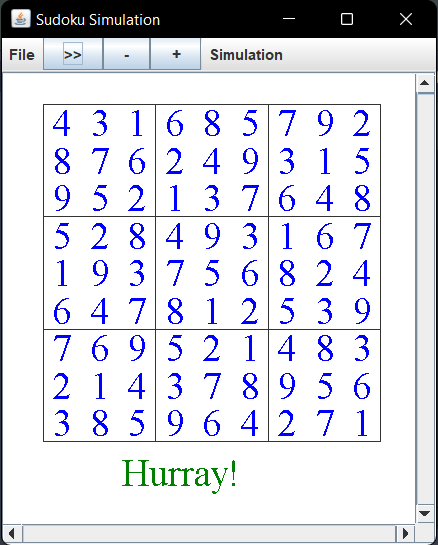 Sudoku Simulation
File >> - + Simulation
4 3 1 6 8 5 7 9 2
8 7 6 2 4 9 3 1 5
9 5 2 1 3 7 6 4 8
5 2 8 4 9 3 1 6 7
1 9 3 7 5 6 8 2 4
6 4 7 8 1 2 5 3 9
7 6 9 5 2 1 4 8 3
2 1 4 3 7 8 9 5 6
3 8 5 9 6 4 2 7 1
Hurray!